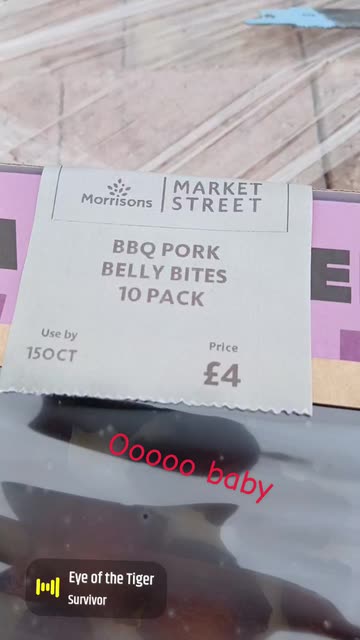 Morrisons
MARKET
STREET
BBQ PORK
BELLY BITES
10 PACK
Use by
15OCT
Price
£4
Ooooo baby
Eye of the Tiger
Survivor